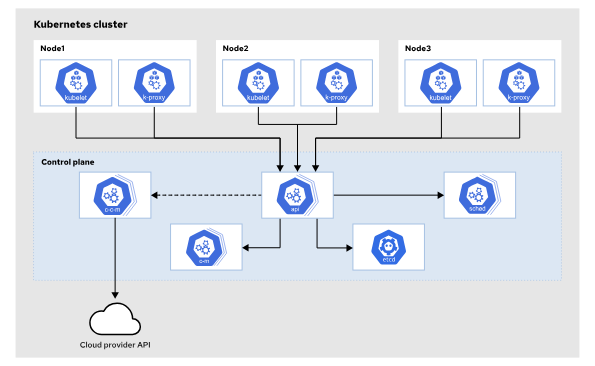 Kubernetes cluster
Node1
Node2
Node3
kubelet
k-proxy
kubelet
k-proxy
kubelet
k-proxy
Control plane
c-c-m
api
sched
c-m
etcd
Cloud provider API